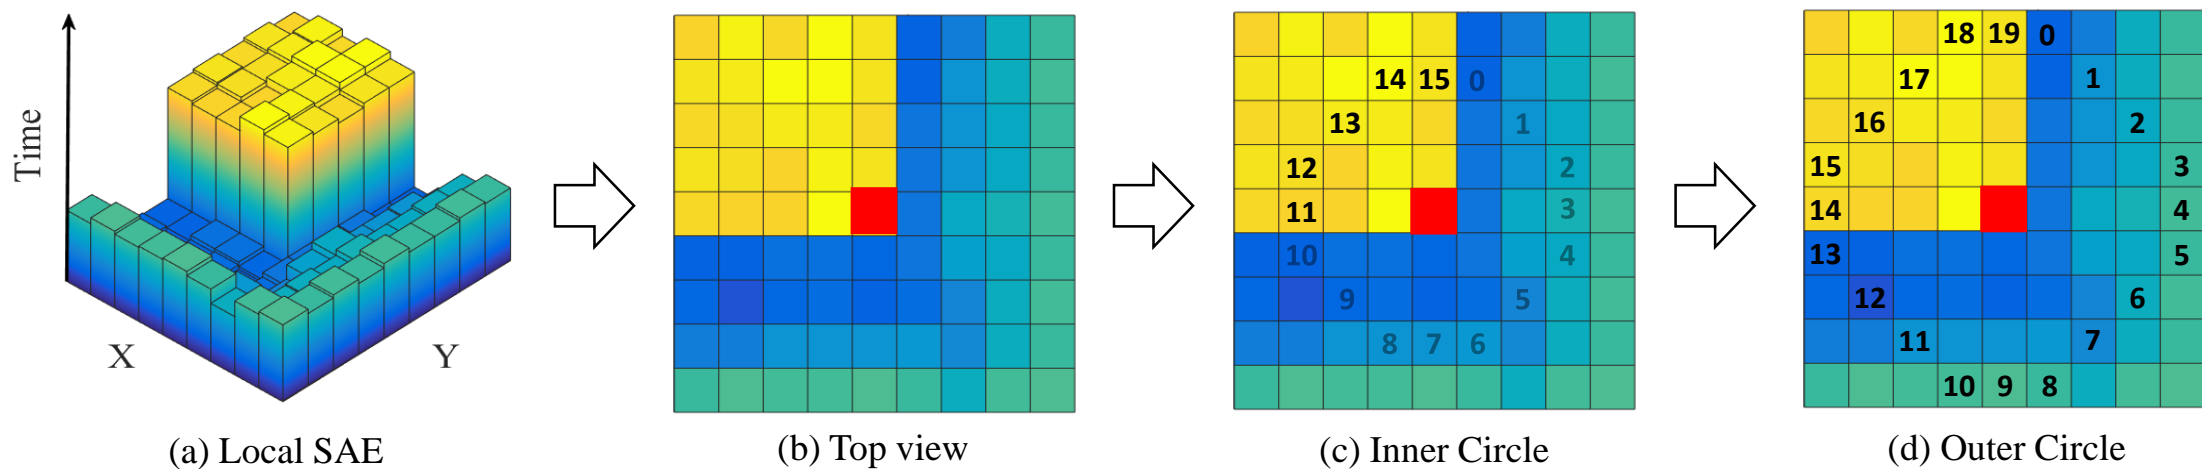 Time
X
Y
(a) Local SAE
(b) Top view
14 15 0
13 1
12 2
11 3
10 4
9 5
8 7 6
(c) Inner Circle
18 19 0
17 1
16 2
15 3
14 4
13 5
12 6
11 7
10 9 8
(d) Outer Circle